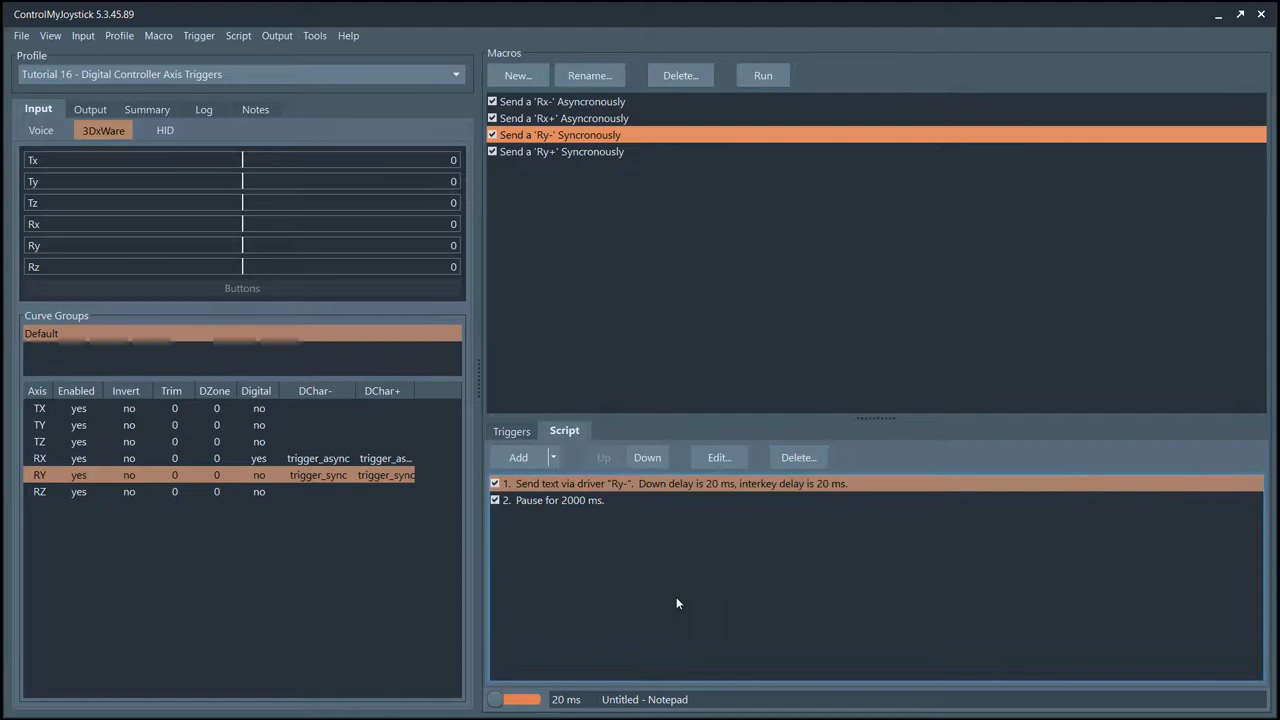 ControlMyJoystick 5.3.45.89
File View Input Profile Macro Trigger Script Output Tools Help
Profile
Tutorial 16 - Digital Controller Axis Triggers
Input Output Summary Log Notes
Voice 3DxWare HID
Tx 0
Ty 0
Tz 0
Rx 0
Ry 0
Rz 0
Buttons
Curve Groups
Default
Axis Enabled Invert Trim DZone Digital DChar- DChar+
TX yes no 0 0 no
TY yes no 0 0 no
TZ yes no 0 0 no
RX yes no 0 0 yes trigger_async trigger_as...
RY yes no 0 0 no trigger_sync trigger_sync
RZ yes no 0 0 no
Macros
New... Rename... Delete... Run
Send a 'Rx-' Asyncronously
Send a 'Rx+' Asyncronously
Send a 'Ry-' Syncronously
Send a 'Ry+' Syncronously
Triggers Script
Add Up Down Edit... Delete...
1. Send text via driver "Ry-". Down delay is 20 ms, interkey delay is 20 ms.
2. Pause for 2000 ms.
20 ms Untitled - Notepad